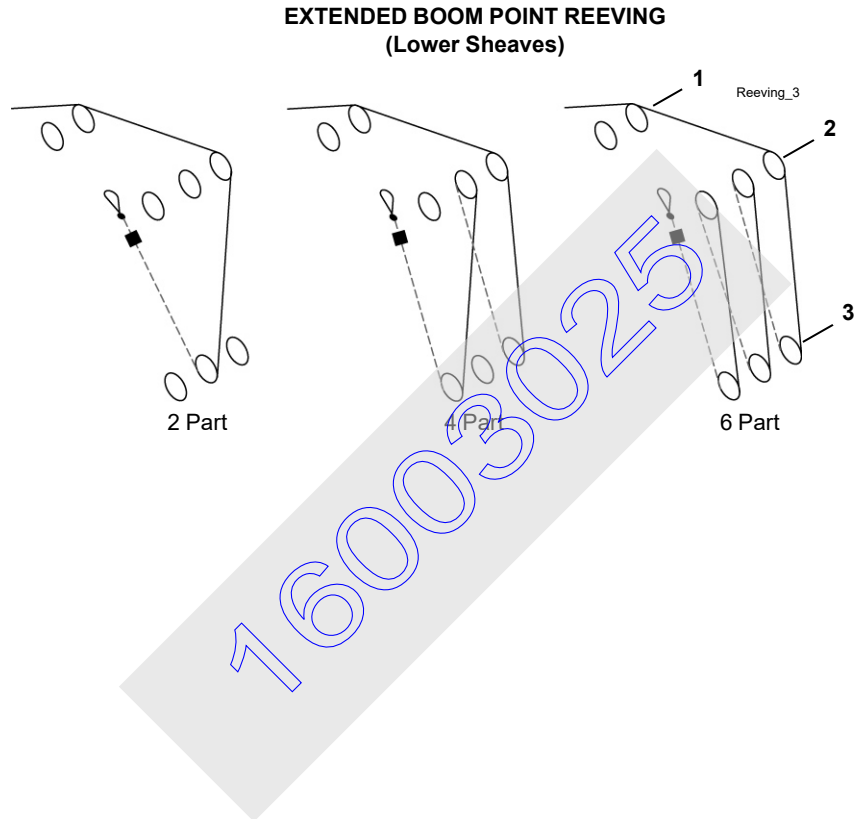 EXTENDED BOOM POINT REEVING
(Lower Sheaves)
1
Reeving_3
2
3
2 Part
4 Part
6 Part
16003025